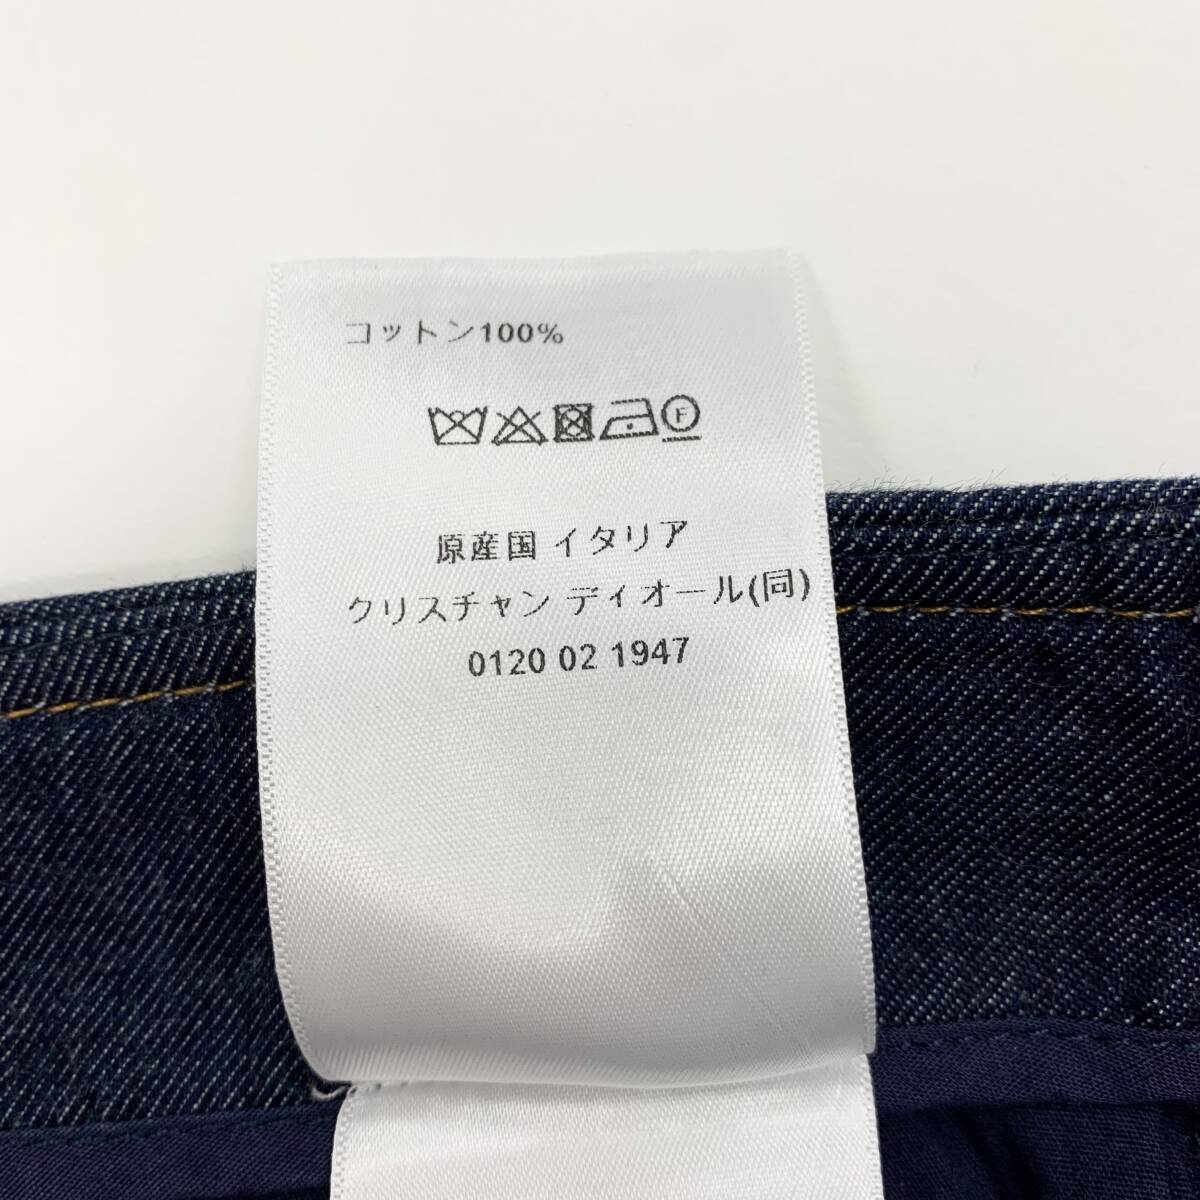 コットン100%
F
原産国 イタリア
クリスチャン ディオール(同)
0120 02 1947